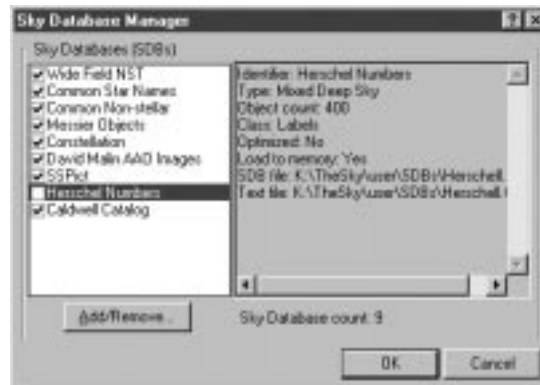 Sky Database Manager
Sky Databases (SDBs)
Wide Field NST
Common Star Names
Common Non-stellar
Messier Objects
Constellation
David Malin AAO Images
SSPict
Herschel Numbers
Caldwell Catalog
Identifier: Herschel Numbers
Type: Mixed Deep Sky
Object count: 400
Class: Labels
Optimized: No
Load to memory: Yes
SDB file: K:\TheSky\user\SDBs\Herschell.
Text file: K:\TheSky\user\SDBs\Herschell.
Add/Remove...
Sky Database count: 9
OK
Cancel